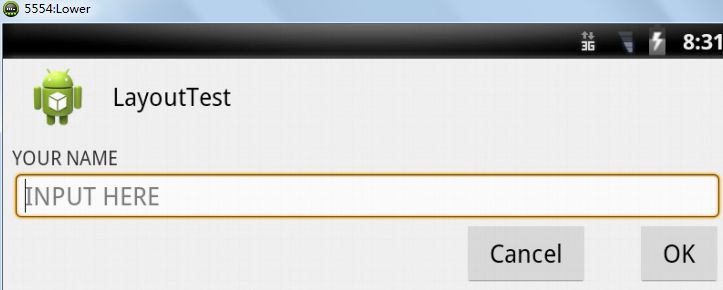 5554:Lower
3G 8:31
LayoutTest
YOUR NAME
INPUT HERE
Cancel OK